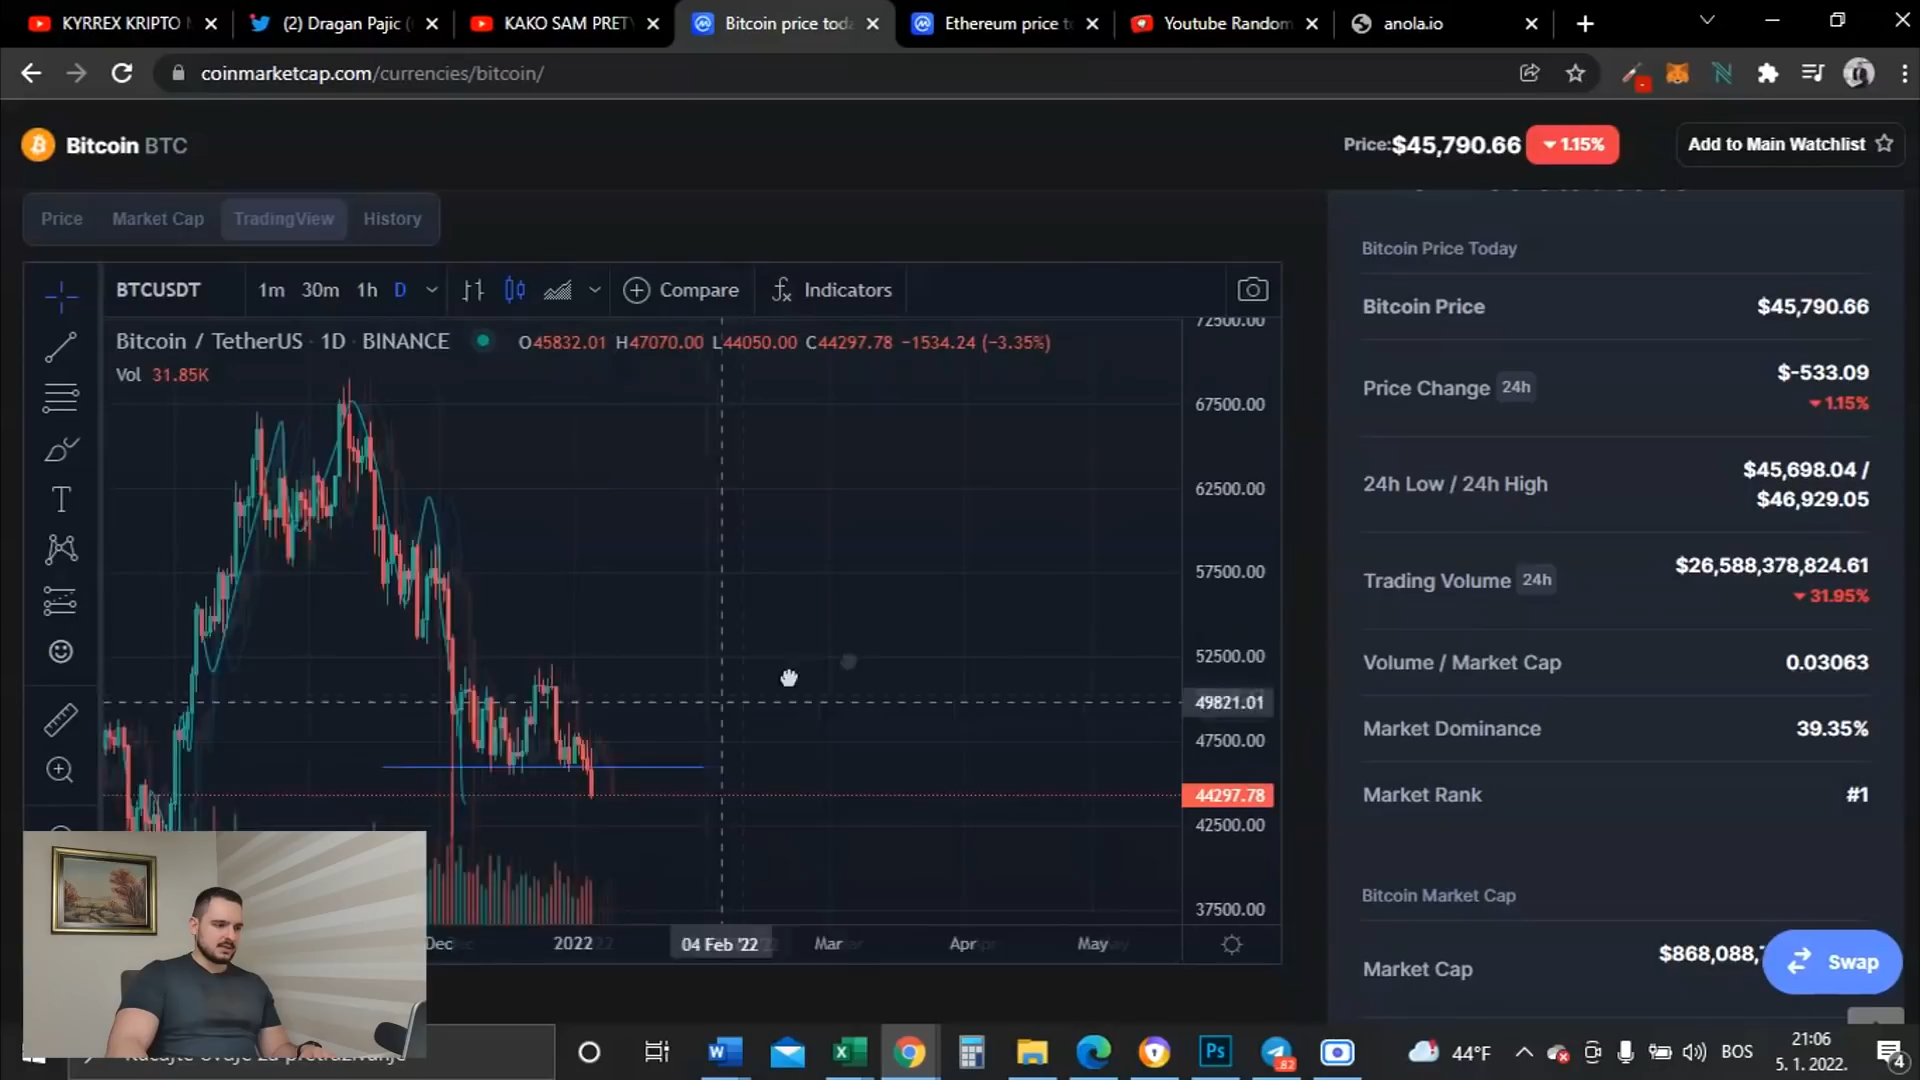 KYRREX KRIPTO
(2) Dragan Pajic
KAKO SAM PRET
Bitcoin price toda
Ethereum price t
Youtube Random
anola.io
coinmarketcap.com/currencies/bitcoin/
Bitcoin BTC
Price:$45,790.66 1.15%
Add to Main Watchlist
Price Market Cap TradingView History
BTCUSDT 1m 30m 1h D Compare Indicators
Bitcoin / TetherUS · 1D · BINANCE O45832.01 H47070.00 L44050.00 C44297.78 −1534.24 (−3.35%)
Vol 31.85K
72500.00
67500.00
62500.00
57500.00
52500.00
49821.01
47500.00
44297.78
42500.00
37500.00
Dec 2022 04 Feb '22 Mar Apr May
Bitcoin Price Today
Bitcoin Price $45,790.66
Price Change 24h $-533.09
1.15%
24h Low / 24h High $45,698.04 /
$46,929.05
Trading Volume 24h $26,588,378,824.61
31.95%
Volume / Market Cap 0.03063
Market Dominance 39.35%
Market Rank #1
Bitcoin Market Cap
Market Cap $868,088,
Swap
Ps
82
44°F
BOS
21:06
5. 1. 2022.
4